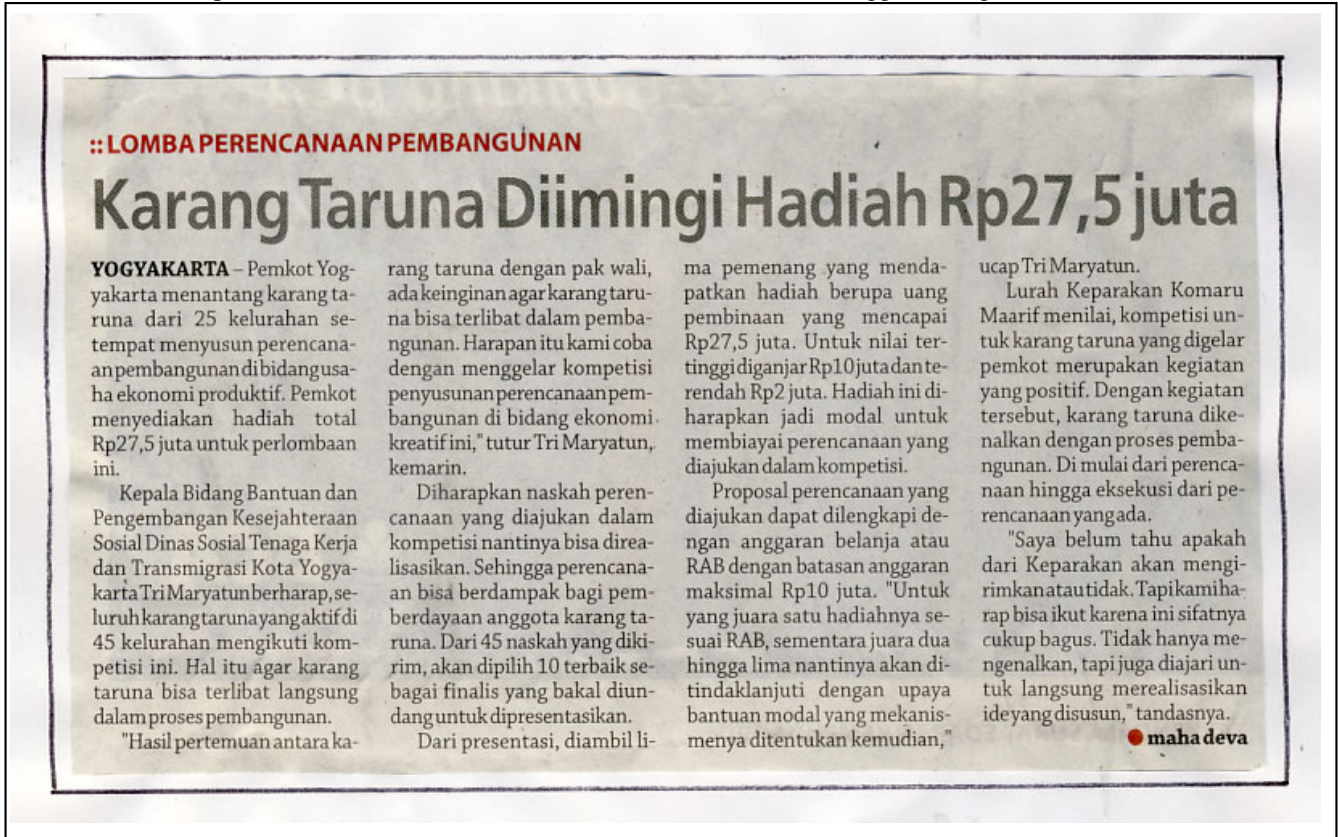 :: LOMBA PERENCANAAN PEMBANGUNAN
Karang Taruna Diimingi Hadiah Rp27,5 juta
YOGYAKARTA – Pemkot Yog-
yakarta menantang karang ta-
runa dari 25 kelurahan se-
tempat menyusun perencana-
an pembangunan di bidang usa-
ha ekonomi produktif. Pemkot
menyediakan hadiah total
Rp27,5 juta untuk perlombaan
ini.
Kepala Bidang Bantuan dan
Pengembangan Kesejahteraan
Sosial Dinas Sosial Tenaga Kerja
dan Transmigrasi Kota Yogya-
karta Tri Maryatun berharap, se-
luruh karang taruna yang aktif di
45 kelurahan mengikuti kom-
petisi ini. Hal itu agar karang
taruna bisa terlibat langsung
dalam proses pembangunan.
"Hasil pertemuan antara ka-
rang taruna dengan pak wali,
ada keinginan agar karang taru-
na bisa terlibat dalam pemba-
ngunan. Harapan itu kami coba
dengan menggelar kompetisi
penyusunan perencanaan pem-
bangunan di bidang ekonomi
kreatif ini," tutur Tri Maryatun,
kemarin.
Diharapkan naskah peren-
canaan yang diajukan dalam
kompetisi nantinya bisa direa-
lisasikan. Sehingga perencana-
an bisa berdampak bagi pem-
berdayaan anggota karang ta-
runa. Dari 45 naskah yang diki-
rim, akan dipilih 10 terbaik se-
bagai finalis yang bakal diun-
dang untuk dipresentasikan.
Dari presentasi, diambil li-
ma pemenang yang menda-
patkan hadiah berupa uang
pembinaan yang mencapai
Rp27,5 juta. Untuk nilai ter-
tinggi diganjar Rp10 juta dan te-
rendah Rp2 juta. Hadiah ini di-
harapkan jadi modal untuk
membiayai perencanaan yang
diajukan dalam kompetisi.
Proposal perencanaan yang
diajukan dapat dilengkapi de-
ngan anggaran belanja atau
RAB dengan batasan anggaran
maksimal Rp10 juta. "Untuk
yang juara satu hadiahnya se-
suai RAB, sementara juara dua
hingga lima nantinya akan di-
tindaklanjuti dengan upaya
bantuan modal yang mekanis-
menya ditentukan kemudian,"
ucap Tri Maryatun.
Lurah Keparakan Komaru
Maarif menilai, kompetisi un-
tuk karang taruna yang digelar
pemkot merupakan kegiatan
yang positif. Dengan kegiatan
tersebut, karang taruna dike-
nalkan dengan proses pemba-
ngunan. Di mulai dari perenca-
naan hingga eksekusi dari pe-
rencanaan yang ada.
"Saya belum tahu apakah
dari Keparakan akan mengi-
rimkan atau tidak. Tapi kami ha-
rap bisa ikut karena ini sifatnya
cukup bagus. Tidak hanya me-
ngenalkan, tapi juga diajari un-
tuk langsung merealisasikan
ide yang disusun," tandasnya.
● maha deva